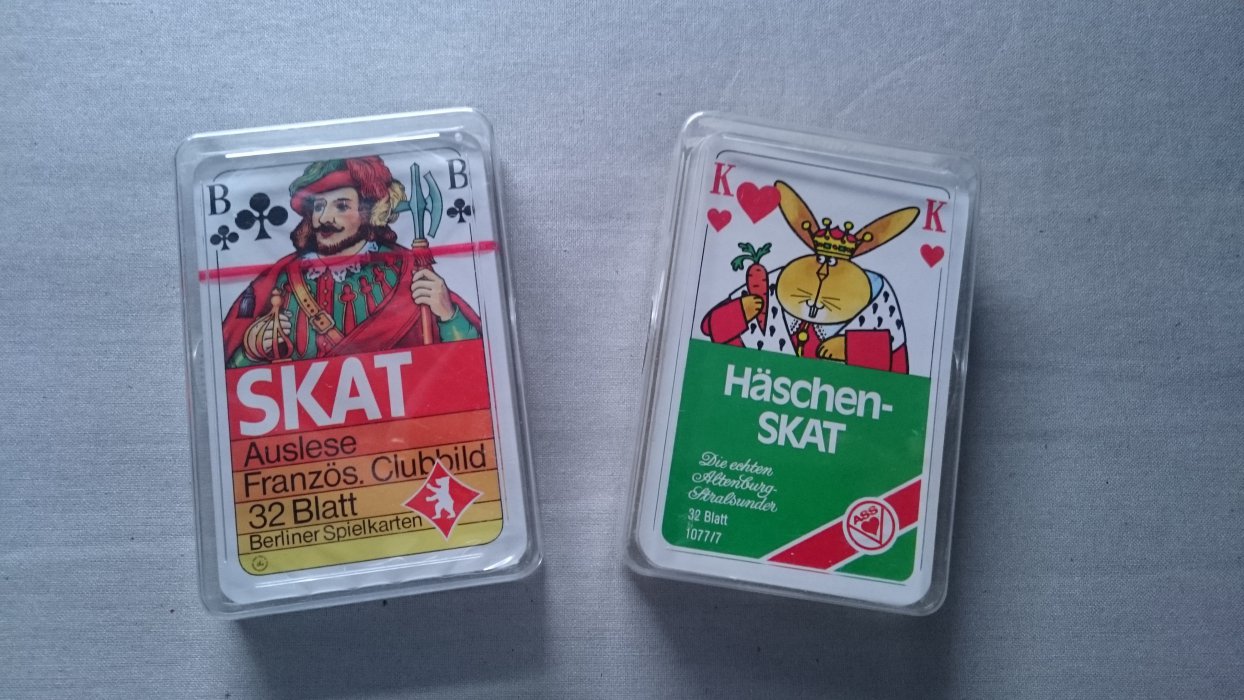 B
B
SKAT
Auslese
Französ. Clubbild
32 Blatt
Berliner Spielkarten
K
K
Häschen-
SKAT
Die echten
Altenburg-
Stralsunder
32 Blatt
1077/7
ASS